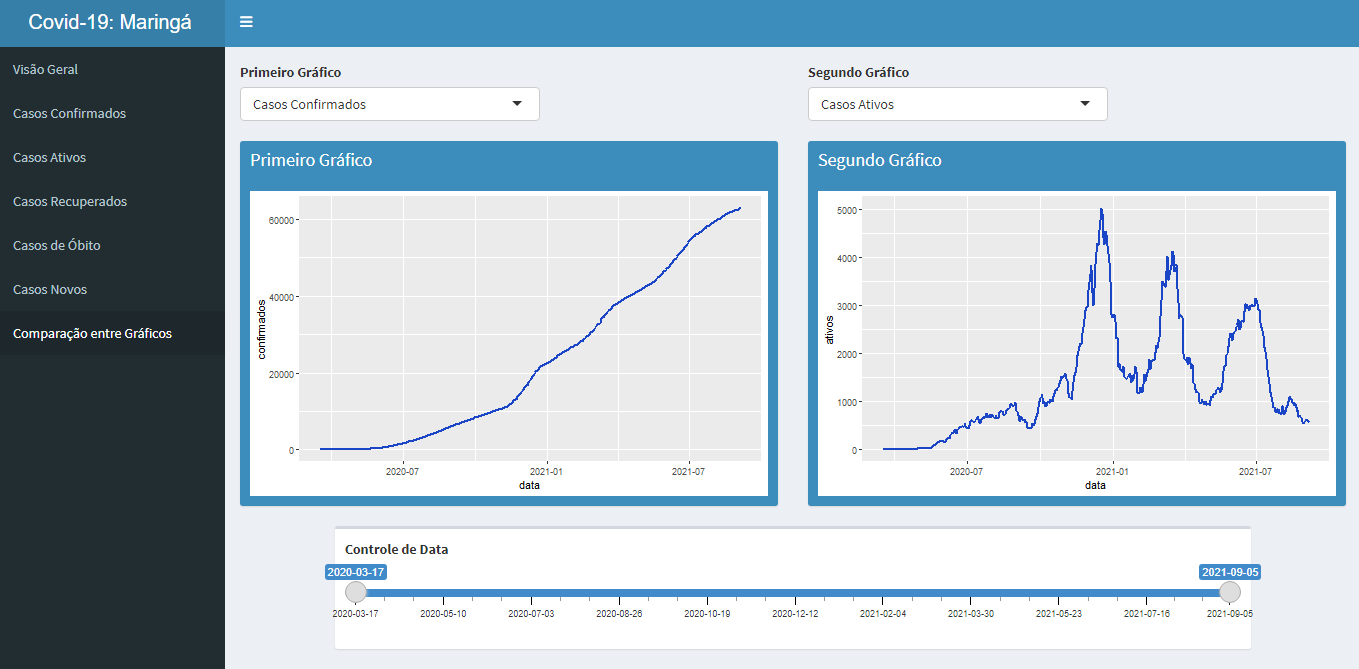 Covid-19: Maringá
Visão Geral
Casos Confirmados
Casos Ativos
Casos Recuperados
Casos de Óbito
Casos Novos
Comparação entre Gráficos
Primeiro Gráfico
Casos Confirmados
Segundo Gráfico
Casos Ativos
Primeiro Gráfico
60000
40000
20000
0
confirmados
2020-07 2021-01 2021-07
data
Segundo Gráfico
5000
4000
3000
2000
1000
0
ativos
2020-07 2021-01 2021-07
data
Controle de Data
2020-03-17 2021-09-05
2020-03-17 2020-05-10 2020-07-03 2020-08-26 2020-10-19 2020-12-12 2021-02-04 2021-03-30 2021-05-23 2021-07-16 2021-09-05